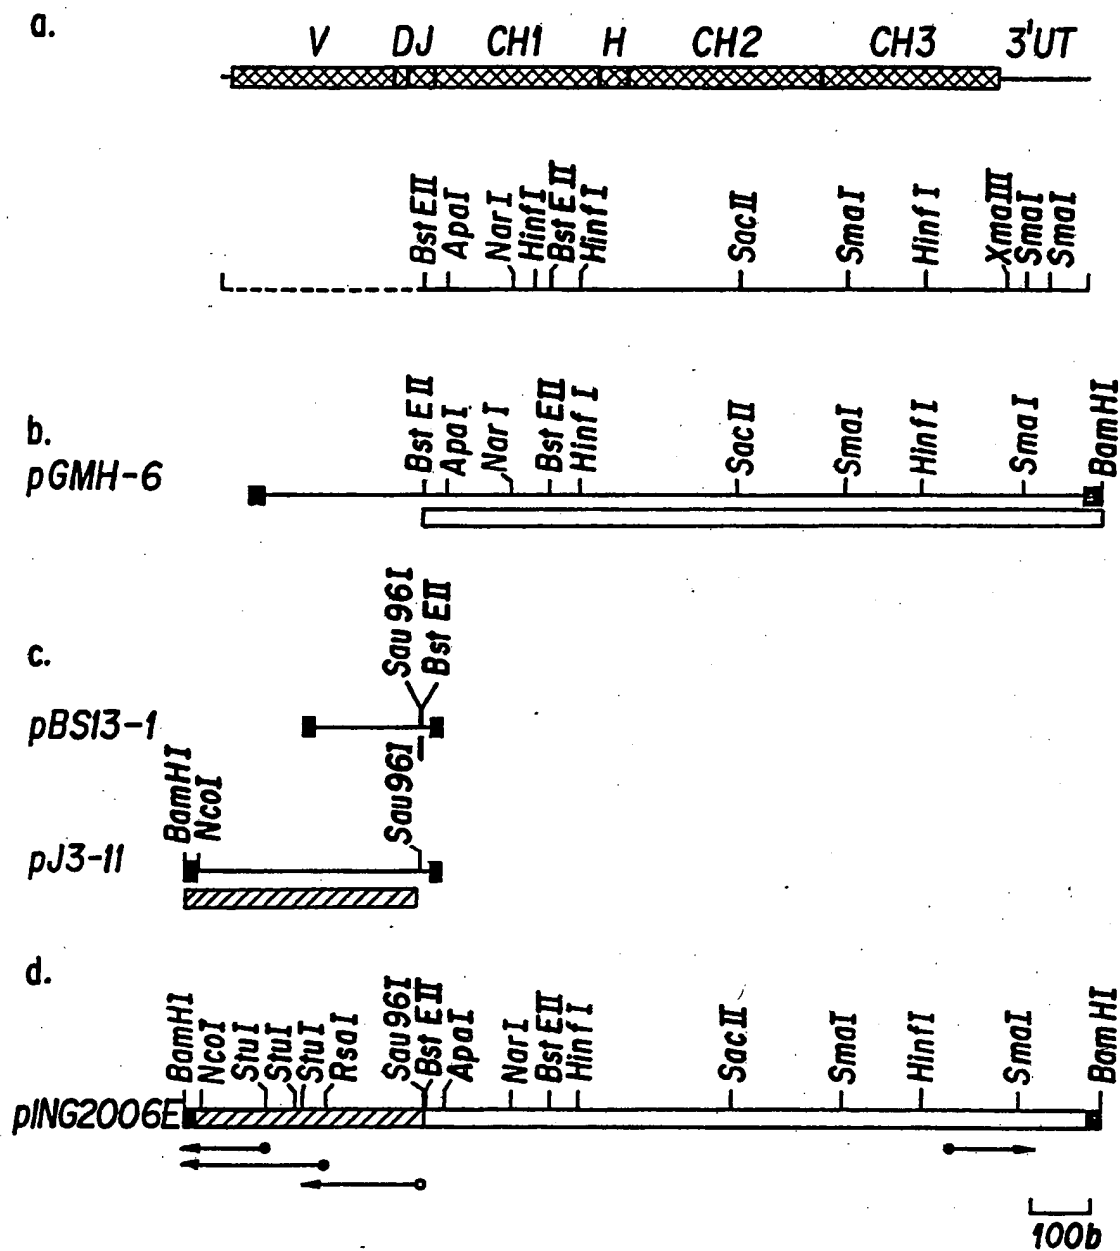 a.
V DJ CH1 H CH2 CH3 3'UT
BstEII ApaI NarI HinfI BstEII HinfI SacII SmaI HinfI XmaIII SmaI SmaI
b.
pGMH-6
BstEII ApaI NarI BstEII HinfI SacII SmaI HinfI SmaI BamHI
c.
Sau96I BstEII
pBS13-1
Sau96I
BamHI NcoI Sau96I
pJ3-11
d.
BamHI NcoI StuI StuI StuI RsaI Sau96I BstEII ApaI NarI BstEII HinfI SacII SmaI HinfI SmaI BamHI
pING2006E
100b